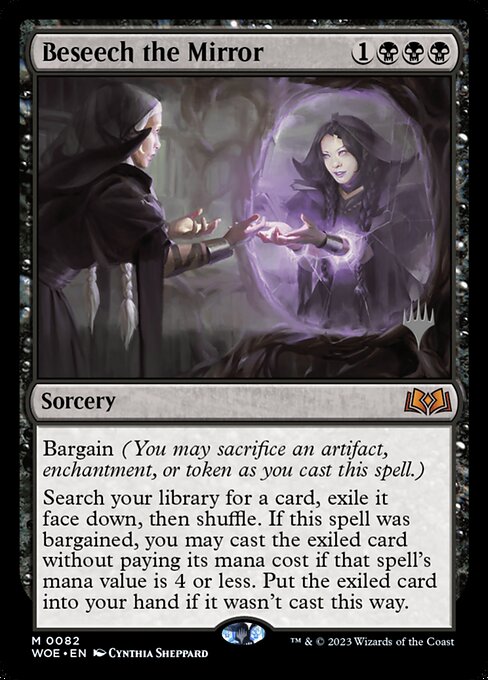 Beseech the Mirror 1
Sorcery
Bargain (You may sacrifice an artifact,
enchantment, or token as you cast this spell.)
Search your library for a card, exile it
face down, then shuffle. If this spell was
bargained, you may cast the exiled card
without paying its mana cost if that spell's
mana value is 4 or less. Put the exiled card
into your hand if it wasn't cast this way.
M 0082
WOE • EN Cynthia Sheppard
™ & © 2023 Wizards of the Coast